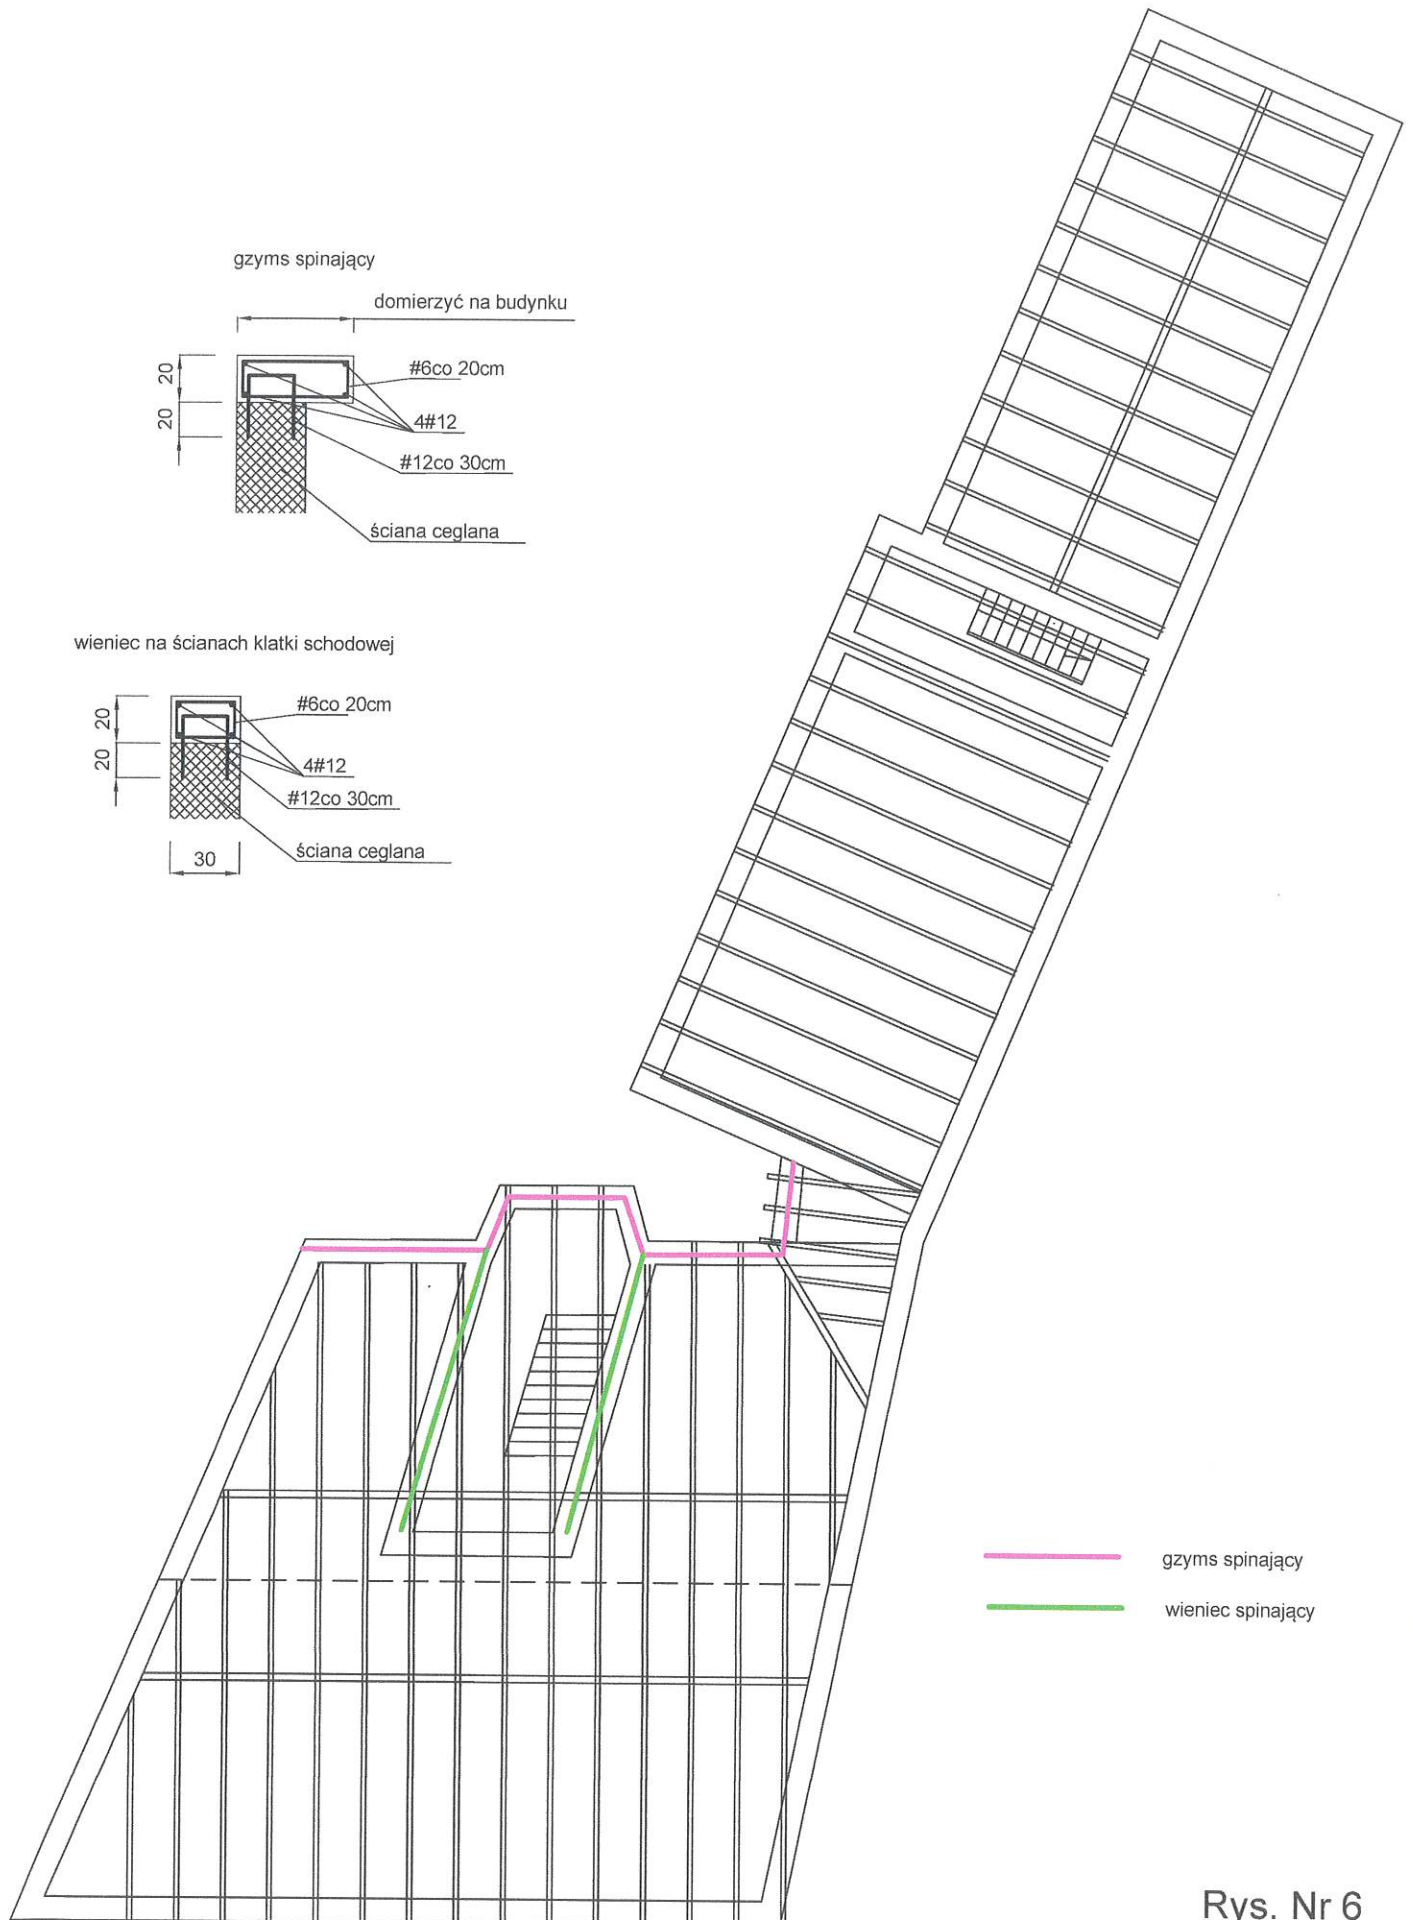 gzyms spinający
domierzyć na budynku
20
#6co 20cm
20
4#12
#12co 30cm
ściana ceglana
wieniec na ścianach klatki schodowej
20
#6co 20cm
20
4#12
#12co 30cm
ściana ceglana
30
gzyms spinający
wieniec spinający
Rys. Nr 6